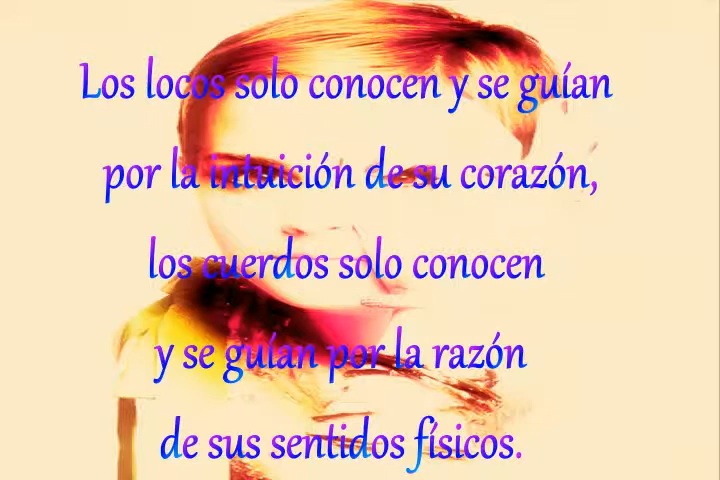 Los locos solo conocen y se guían
por la intuición de su corazón,
los cuerdos solo conocen
y se guían por la razón
de sus sentidos físicos.